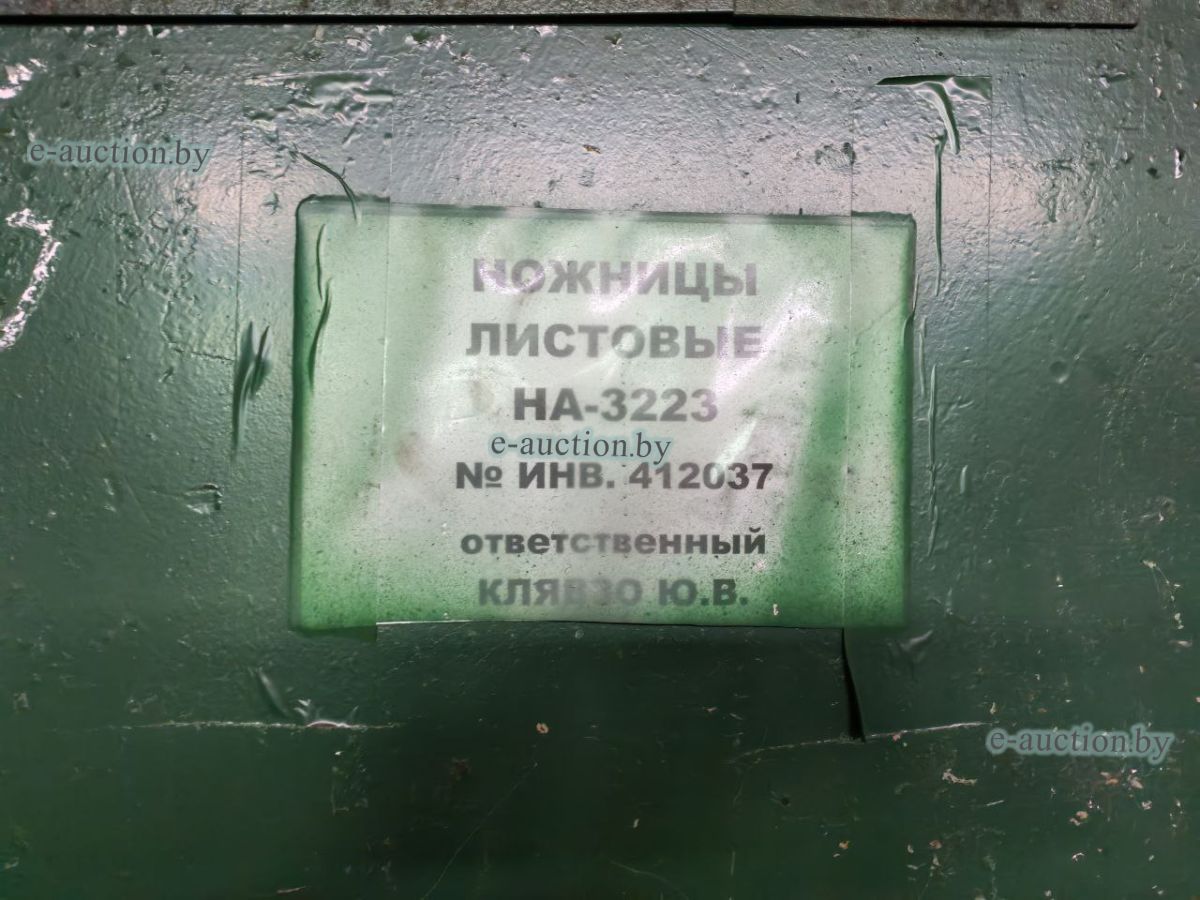 e-auction.by
НОЖНИЦЫ
ЛИСТОВЫЕ
НА-3223
e-auction.by
№ ИНВ. 412037
ответственный
Ю.В.
e-auction.by